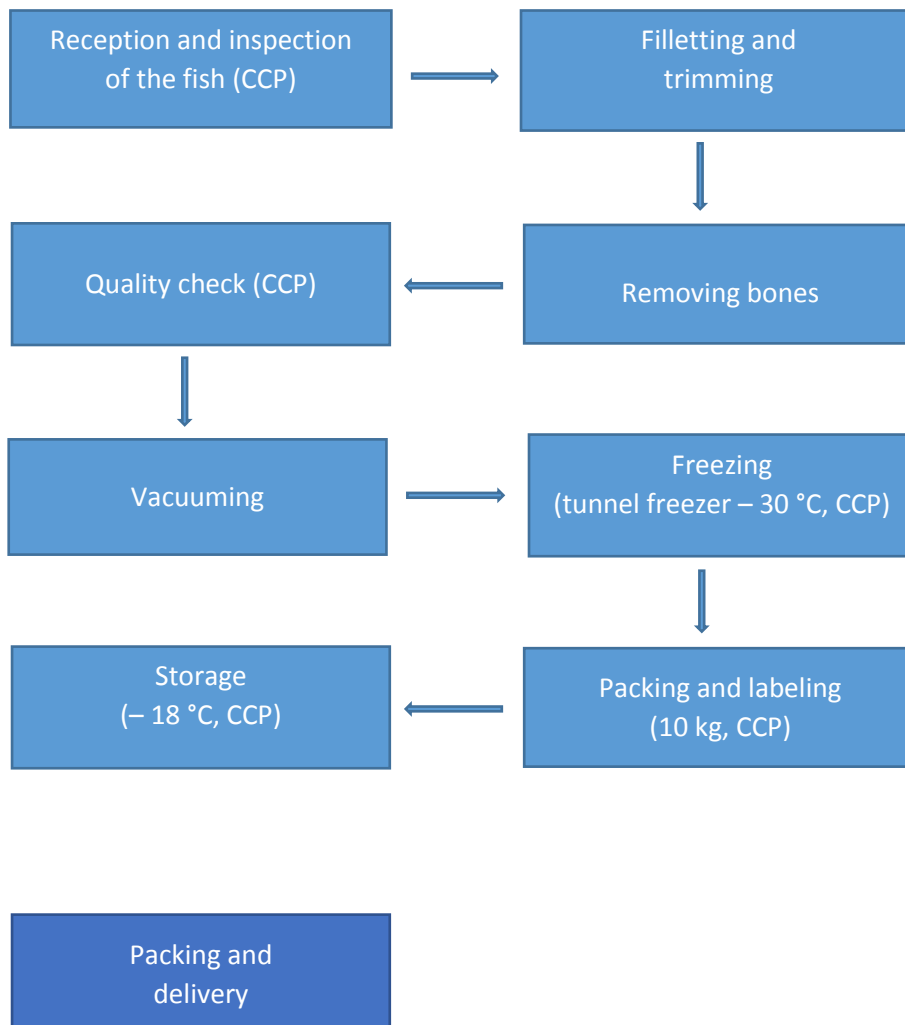 Reception and inspection
of the fish (CCP)
Filletting and
trimming
Removing bones
Quality check (CCP)
Vacuuming
Freezing
(tunnel freezer – 30 °C, CCP)
Packing and labeling
(10 kg, CCP)
Storage
(– 18 °C, CCP)
Packing and
delivery